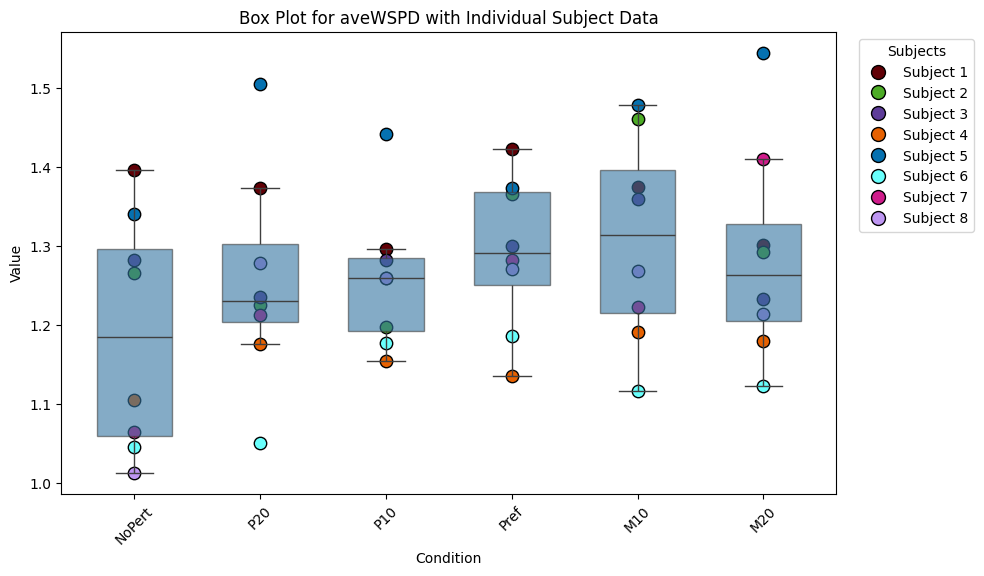 Box Plot for aveWSPD with Individual Subject Data
Subjects
Subject 1
Subject 2
Subject 3
Subject 4
Subject 5
Subject 6
Subject 7
Subject 8
Value
1.5
1.4
1.3
1.2
1.1
1.0
NoPert
P20
P10
Pref
M10
M20
Condition